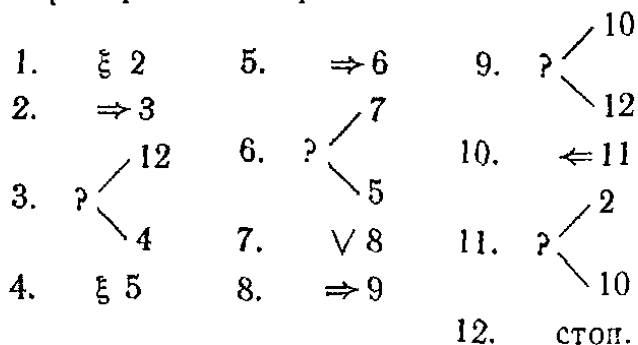 1. ξ 2
2. ⇒ 3
3. ? 12
4
4. ξ 5
5. ⇒ 6
6. ? 7
5
7. ∨ 8
8. ⇒ 9
9. ? 10
12
10. ⇐ 11
11. ? 2
10
12. стоп.